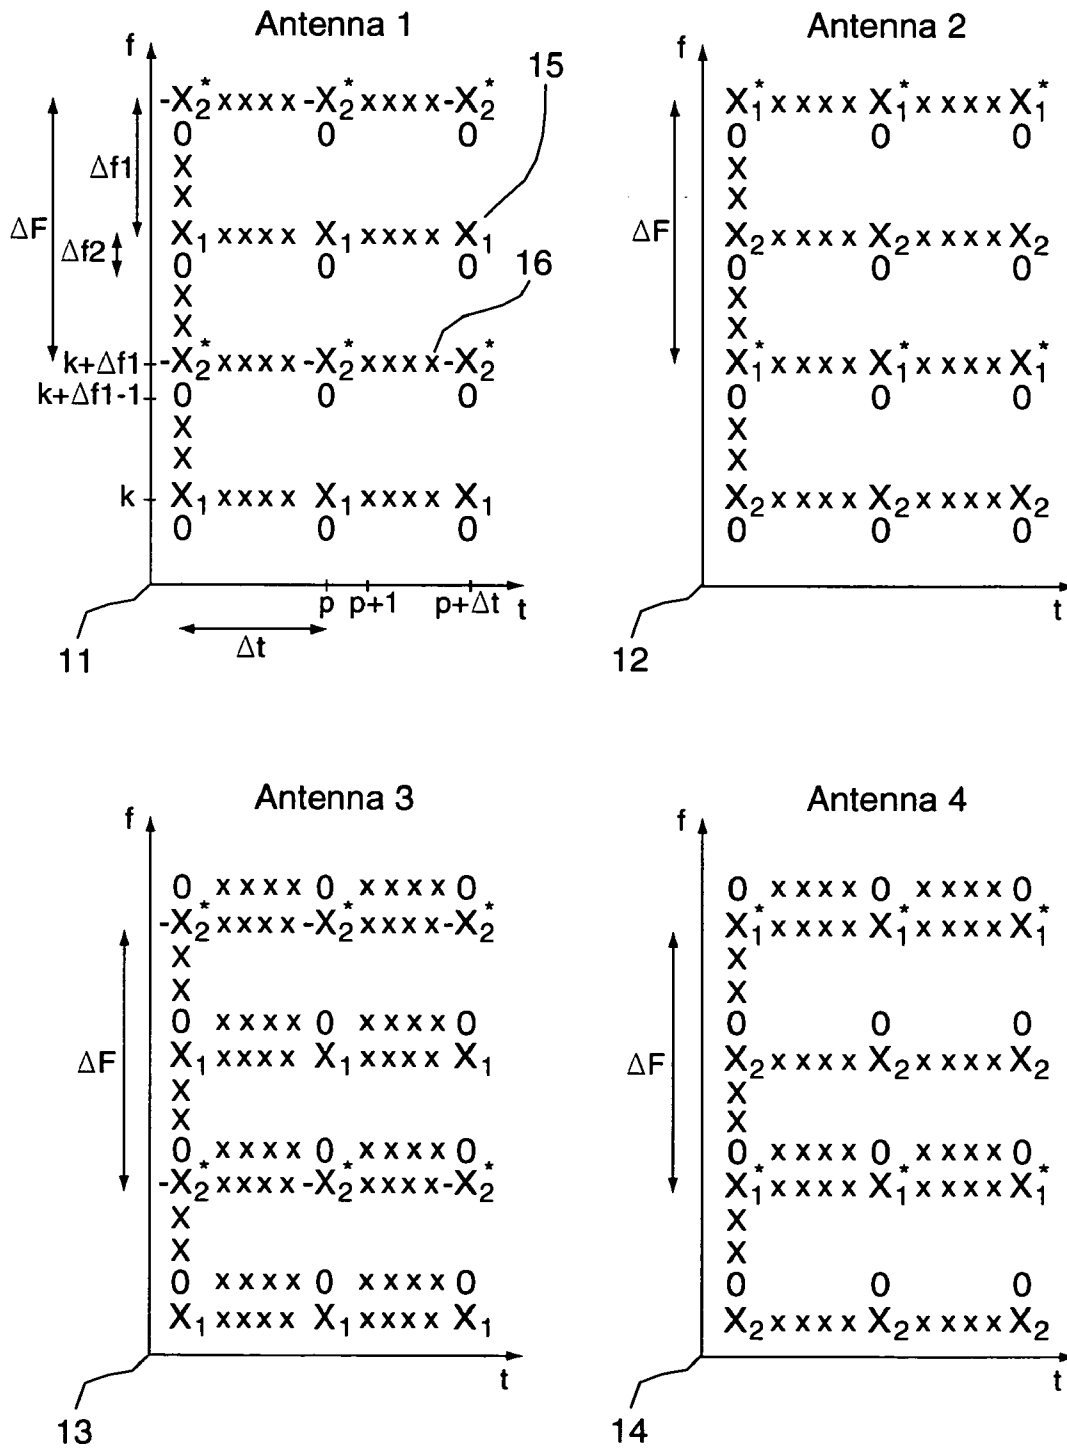 Antenna 1
f
15
-X₂* x x x x -X₂* x x x x -X₂*
0 0 0
Δf1
x
x
ΔF
X₁ x x x x X₁ x x x x X₁
Δf2
0 0 0
16
x
x
k+Δf1 -X₂* x x x x -X₂* x x x x -X₂*
k+Δf1-1 0 0 0
x
x
k X₁ x x x x X₁ x x x x X₁
0 0 0
p p+1 p+Δt t
Δt
11
Antenna 2
f
X₁* x x x x X₁* x x x x X₁*
0 0 0
x
x
ΔF
X₂ x x x x X₂ x x x x X₂
0 0 0
x
x
X₁* x x x x X₁* x x x x X₁*
0 0 0
x
x
X₂ x x x x X₂ x x x x X₂
0 0 0
t
12
Antenna 3
f
0 x x x x 0 x x x x 0
-X₂* x x x x -X₂* x x x x -X₂*
x
x
0 x x x x 0 x x x x 0
ΔF
X₁ x x x x X₁ x x x x X₁
x
x
0 x x x x 0 x x x x 0
-X₂* x x x x -X₂* x x x x -X₂*
x
x
0 x x x x 0 x x x x 0
X₁ x x x x X₁ x x x x X₁
t
13
Antenna 4
f
0 x x x x 0 x x x x 0
X₁* x x x x X₁* x x x x X₁*
x
x
0 0 0
ΔF
X₂ x x x x X₂ x x x x X₂
x
x
0 x x x x 0 x x x x 0
X₁* x x x x X₁* x x x x X₁*
x
x
0 0 0
X₂ x x x x X₂ x x x x X₂
t
14